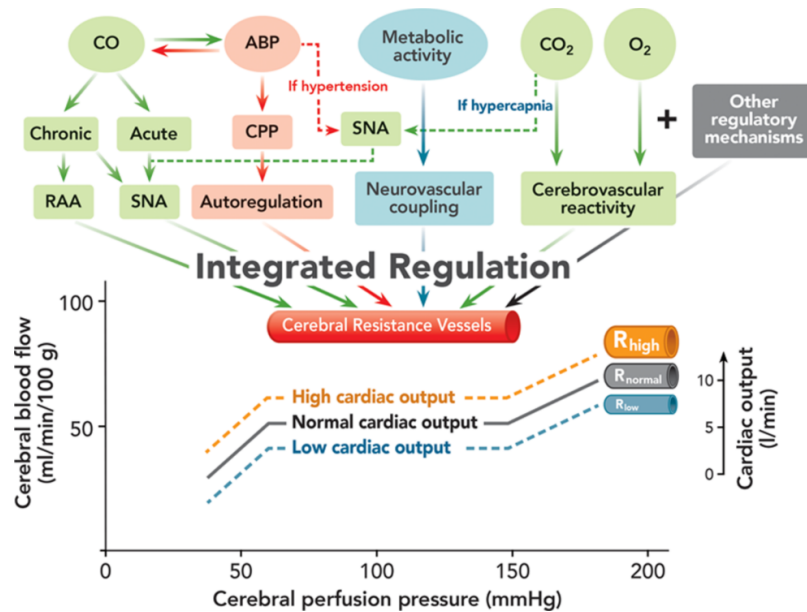 CO
ABP
Metabolic
activity
CO2
O2
If hypertension
If hypercapnia
Other
regulatory
mechanisms
+
Chronic
Acute
CPP
SNA
RAA
SNA
Autoregulation
Neurovascular
coupling
Cerebrovascular
reactivity
Integrated Regulation
Cerebral Resistance Vessels
100
50
Cerebral blood flow
(ml/min/100 g)
High cardiac output
Normal cardiac output
Low cardiac output
Rhigh
Rnormal
Rlow
10
5
0
Cardiac output
(l/min)
0
50
100
150
200
Cerebral perfusion pressure (mmHg)